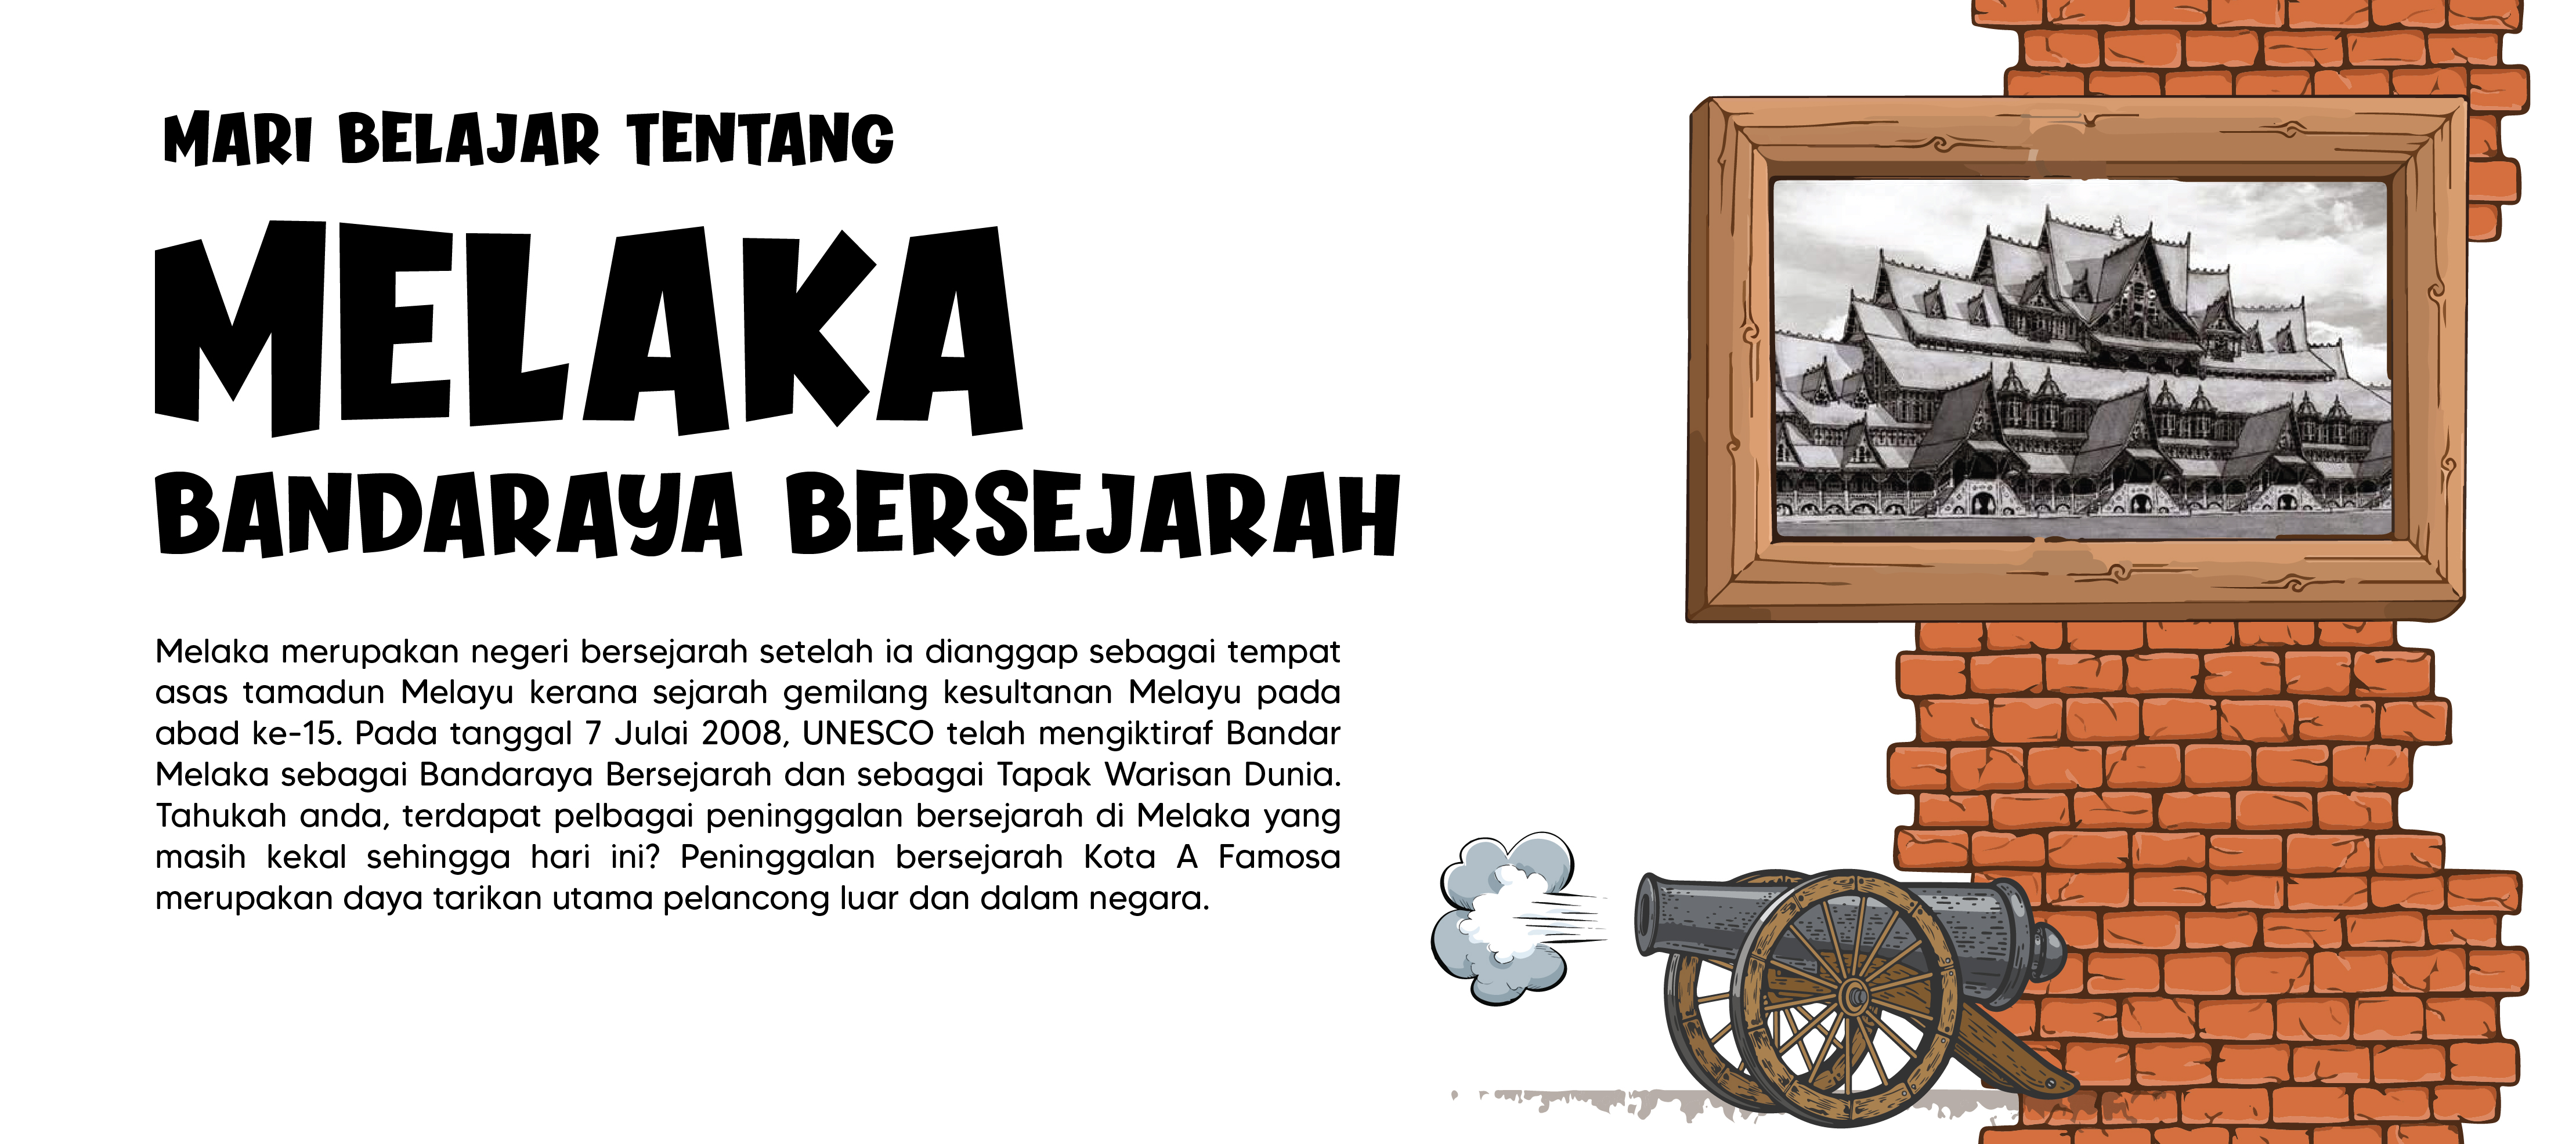 MARI BELAJAR TENTANG
MELAKA
BANDARAYA BERSEJARAH
Melaka merupakan negeri bersejarah setelah ia dianggap sebagai tempat
asas tamadun Melayu kerana sejarah gemilang kesultanan Melayu pada
abad ke-15. Pada tanggal 7 Julai 2008, UNESCO telah mengiktiraf Bandar
Melaka sebagai Bandaraya Bersejarah dan sebagai Tapak Warisan Dunia.
Tahukah anda, terdapat pelbagai peninggalan bersejarah di Melaka yang
masih kekal sehingga hari ini? Peninggalan bersejarah Kota A Famosa
merupakan daya tarikan utama pelancong luar dan dalam negara.